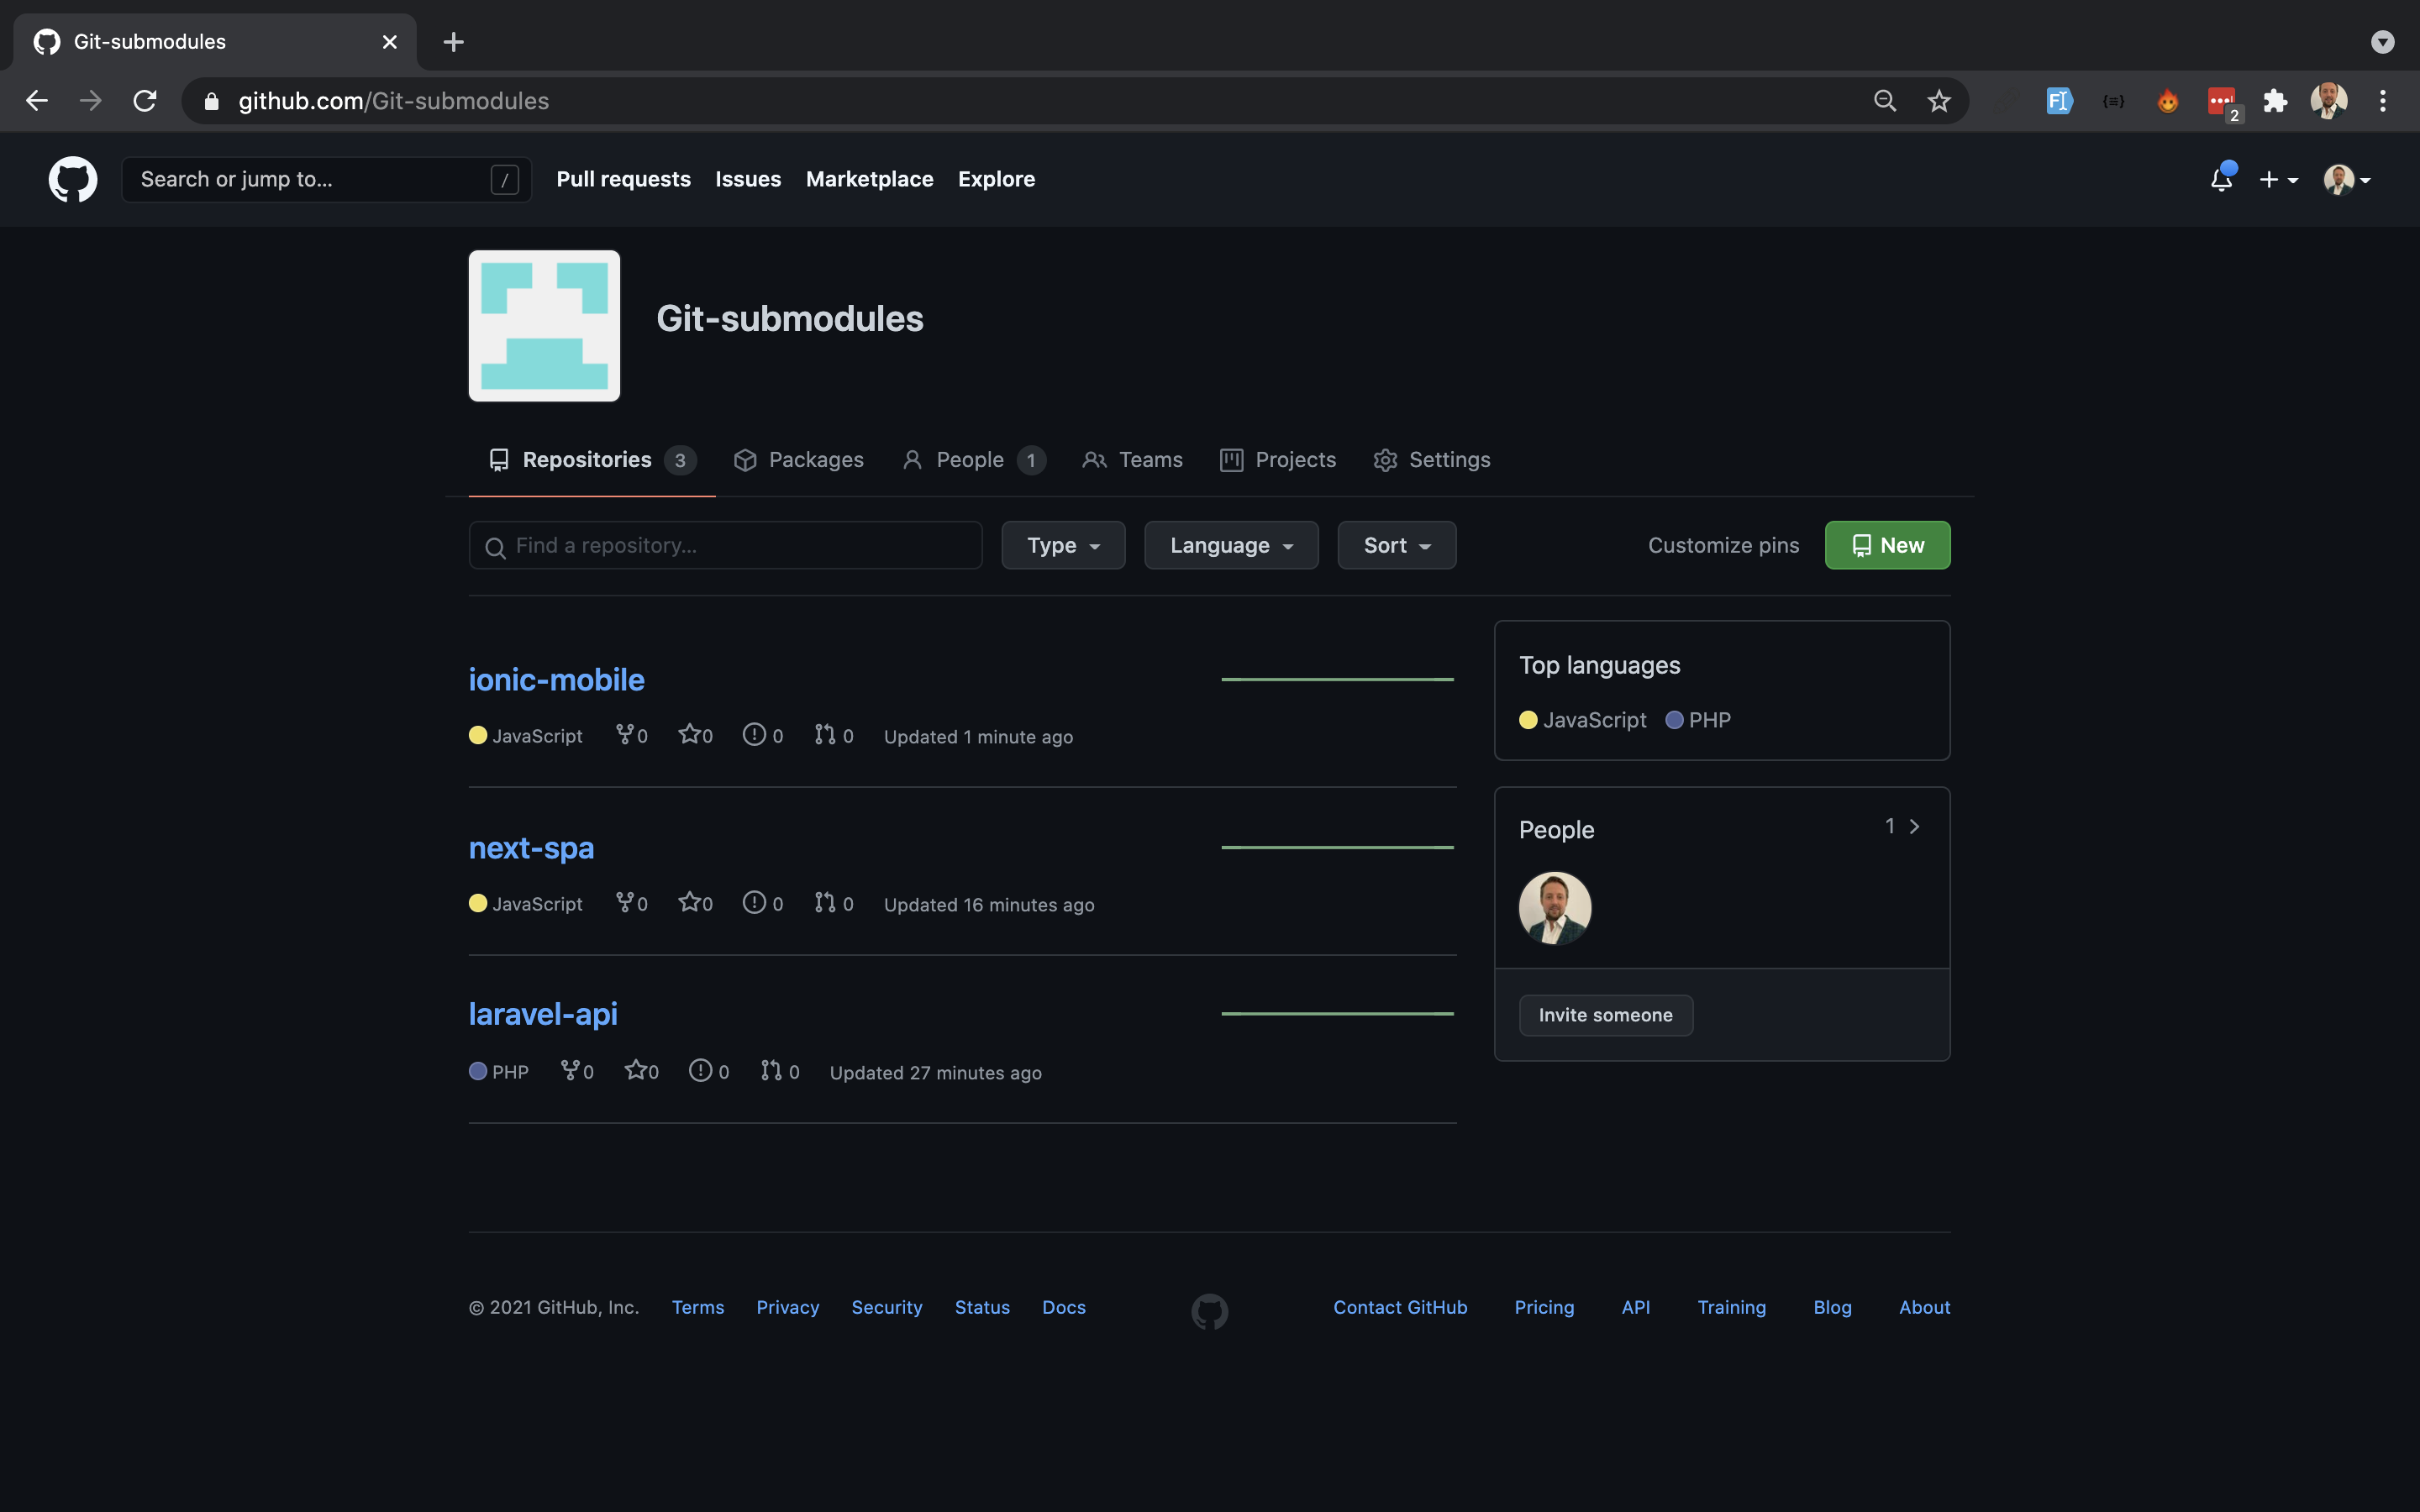 Git-submodules
github.com/Git-submodules
2
Search or jump to...
/
Pull requests
Issues
Marketplace
Explore
Git-submodules
Repositories 3
Packages
People 1
Teams
Projects
Settings
Find a repository...
Type
Language
Sort
Customize pins
New
ionic-mobile
JavaScript 0 0 0 0 Updated 1 minute ago
next-spa
JavaScript 0 0 0 0 Updated 16 minutes ago
laravel-api
PHP 0 0 0 0 Updated 27 minutes ago
Top languages
JavaScript PHP
People 1
Invite someone
© 2021 GitHub, Inc. Terms Privacy Security Status Docs Contact GitHub Pricing API Training Blog About